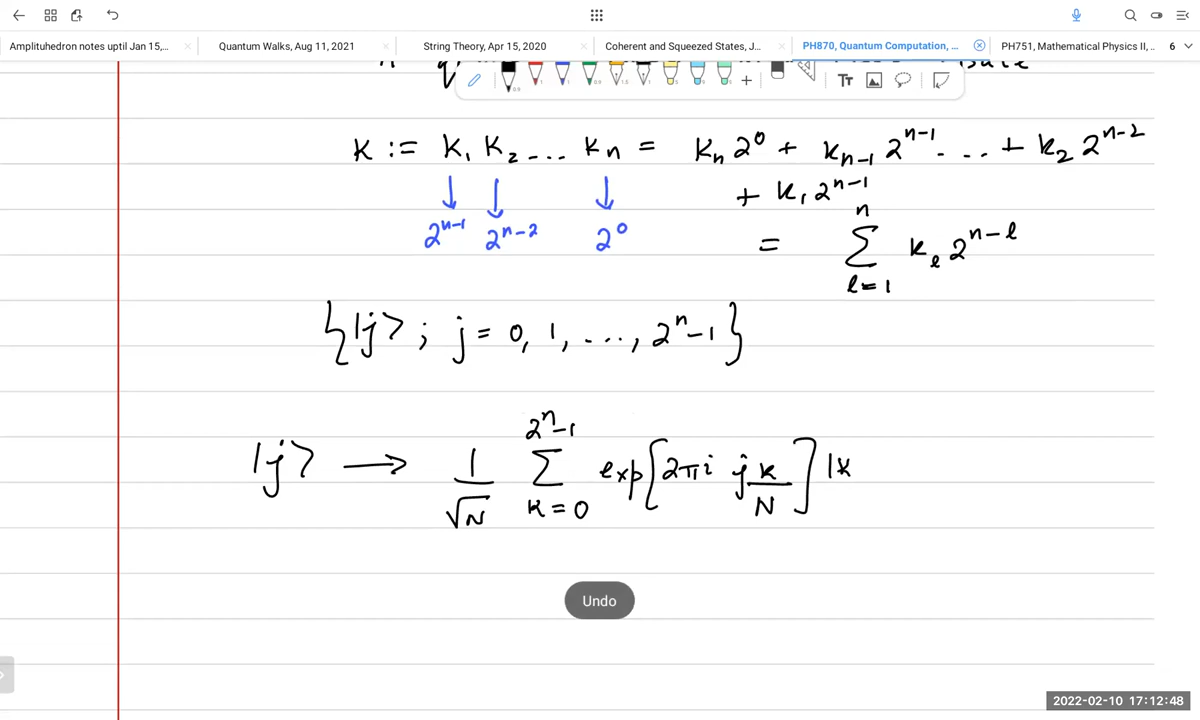 Amplituhedron notes uptil Jan 15,...
Quantum Walks, Aug 11, 2021
String Theory, Apr 15, 2020
Coherent and Squeezed States, J...
PH870, Quantum Computation, ...
PH751, Mathematical Physics II, ..
6
Tт
k := k₁ k₂ ... kₙ = kₙ 2⁰ + kₙ₋₁ 2ⁿ⁻¹ ... + k₂ 2ⁿ⁻²
+ k₁ 2ⁿ⁻¹
↓ ↓ ↓
2ⁿ⁻¹ 2ⁿ⁻² 2⁰
= ∑_{l=1}^{n} k_l 2^{n-l}
{|j⟩ ; j = 0, 1, ..., 2ⁿ-1}
|j⟩ → 1/√N ∑_{k=0}^{2ⁿ-1} exp[2πi j k/N] |k
Undo
2022-02-10 17:12:48